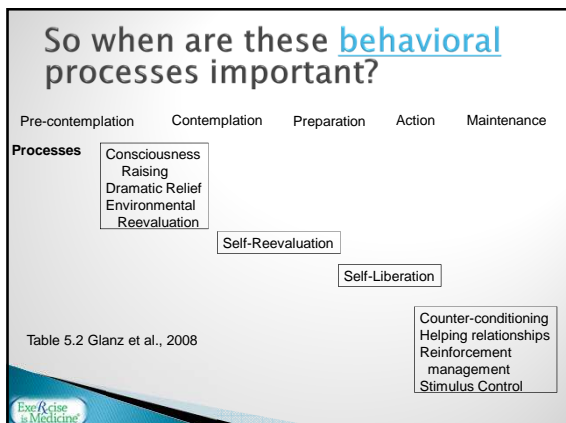 So when are these behavioral
processes important?
Pre-contemplation Contemplation Preparation Action Maintenance
Processes
Consciousness
Raising
Dramatic Relief
Environmental
Reevaluation
Self-Reevaluation
Self-Liberation
Counter-conditioning
Helping relationships
Reinforcement
management
Stimulus Control
Table 5.2 Glanz et al., 2008
ExeRcise
is Medicine®